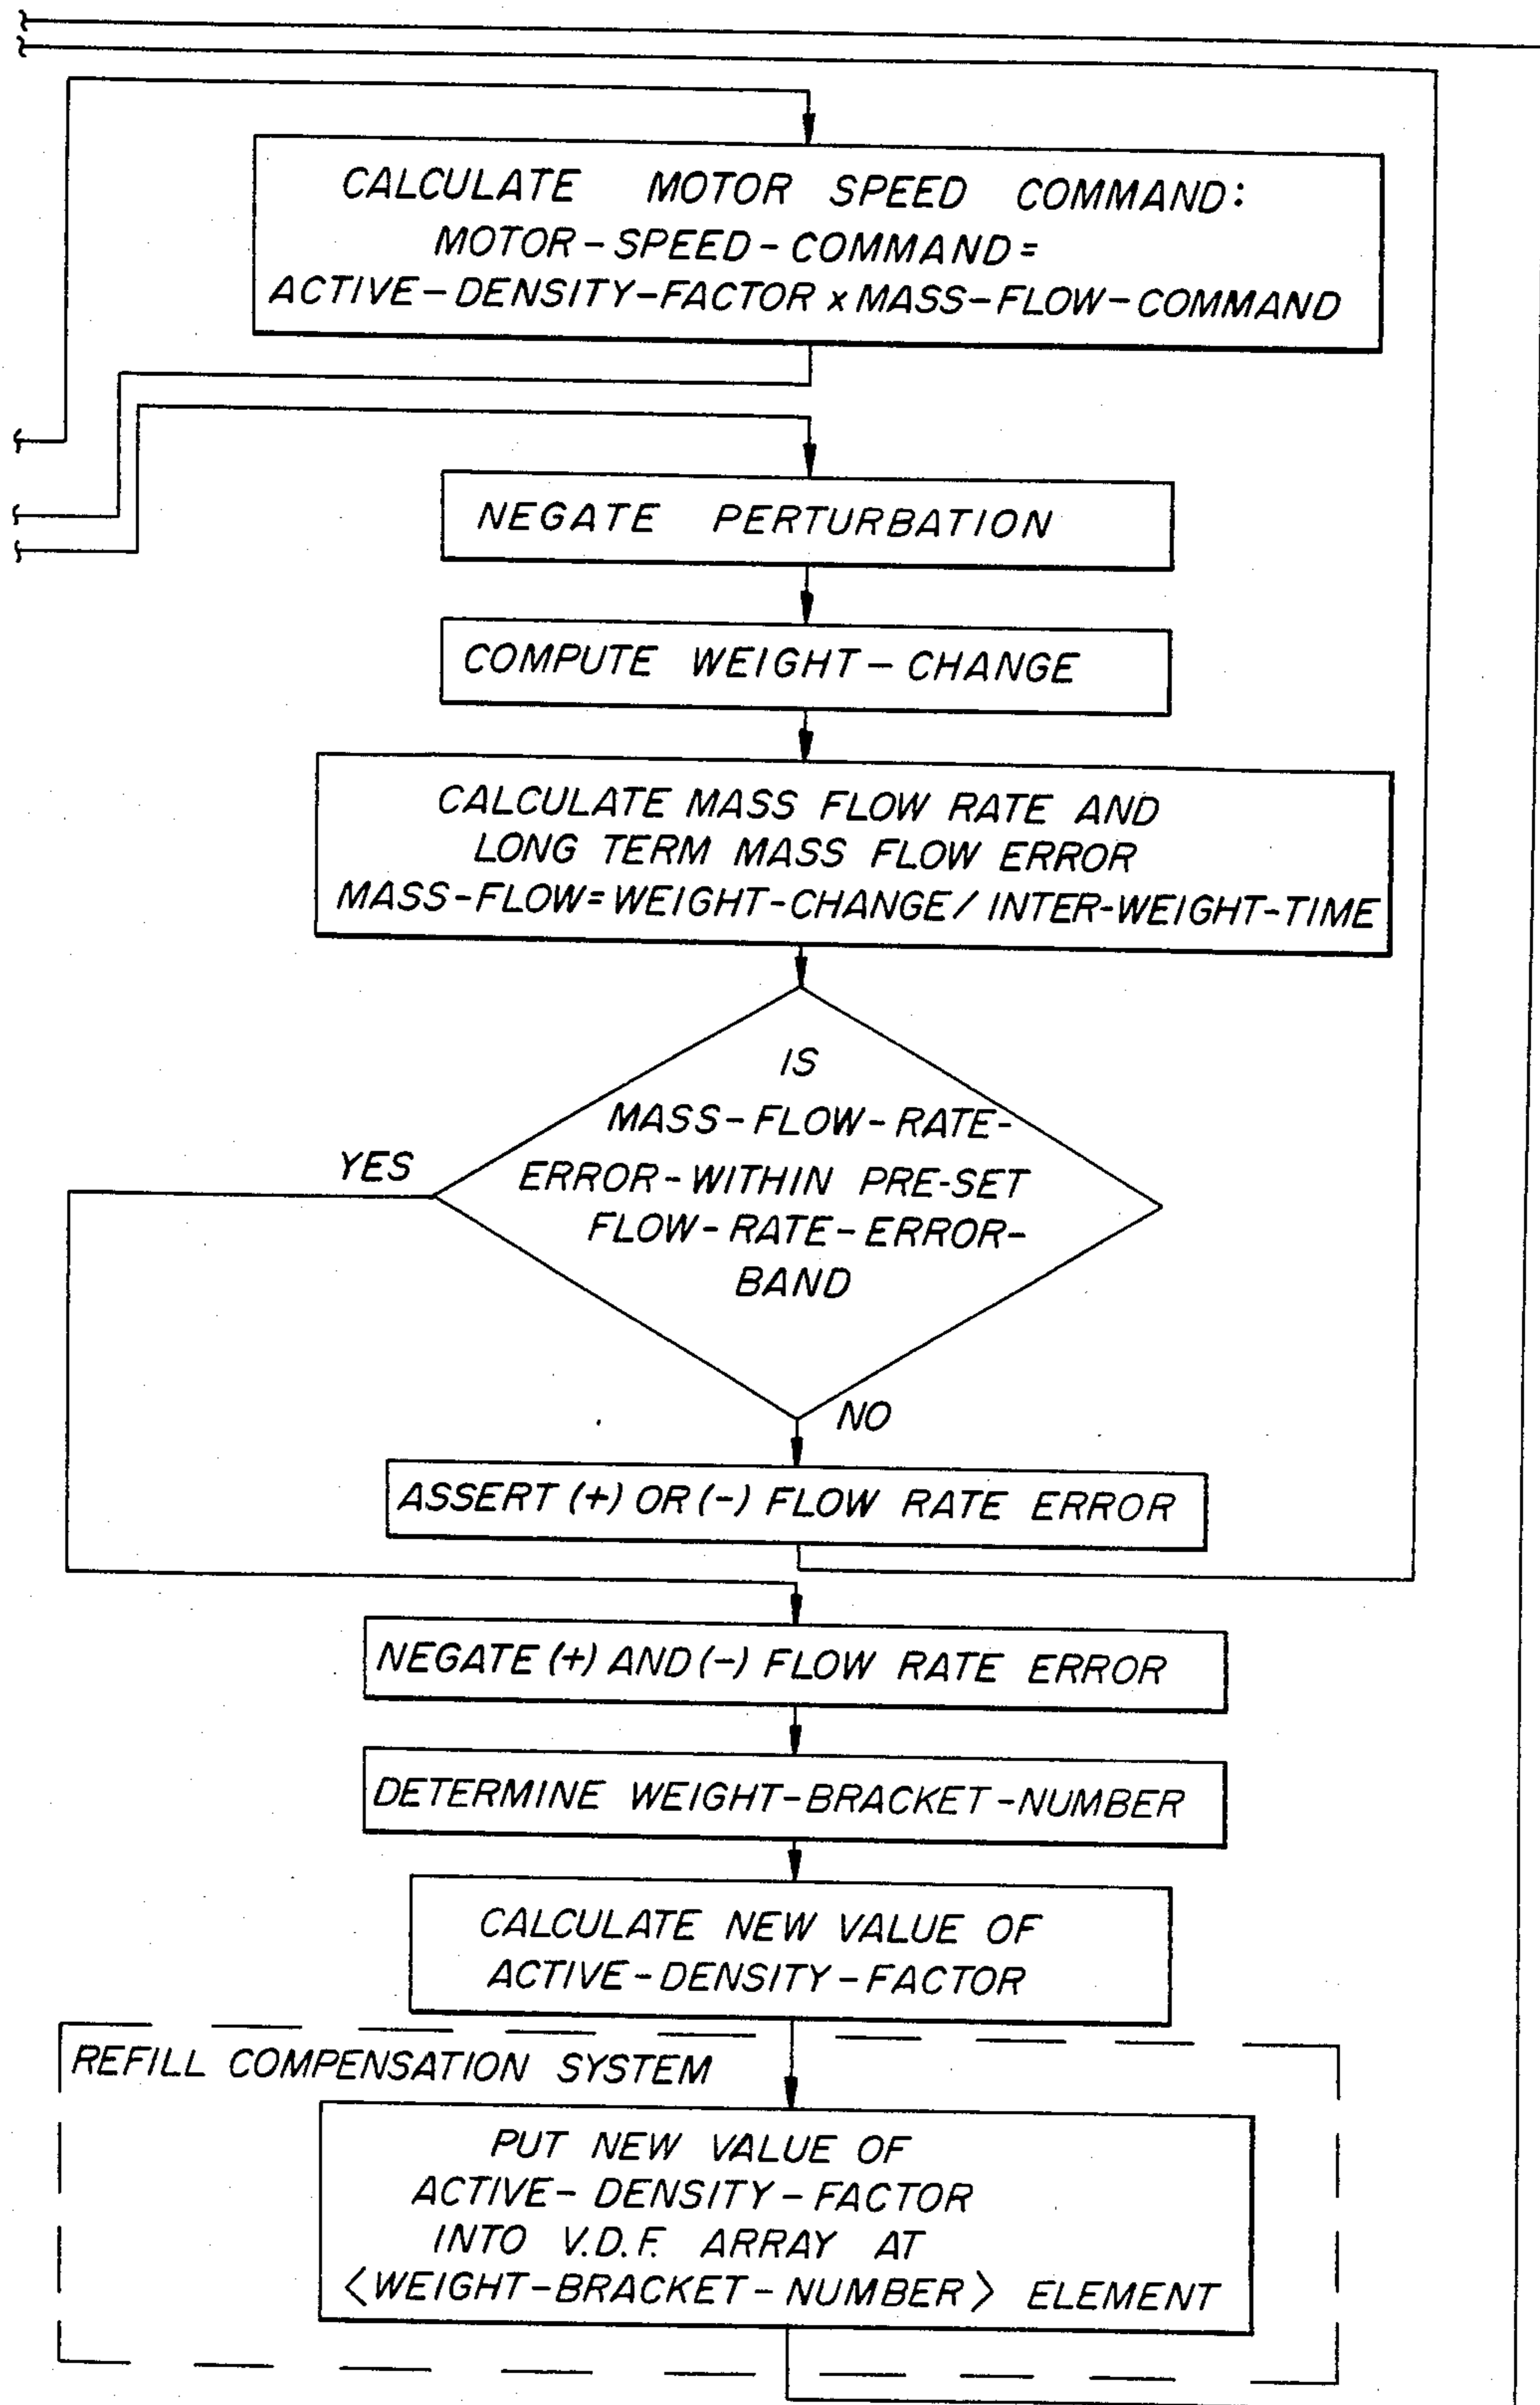 CALCULATE MOTOR SPEED COMMAND:
MOTOR-SPEED-COMMAND=
ACTIVE-DENSITY-FACTOR x MASS-FLOW-COMMAND
NEGATE PERTURBATION
COMPUTE WEIGHT-CHANGE
CALCULATE MASS FLOW RATE AND
LONG TERM MASS FLOW ERROR
MASS-FLOW=WEIGHT-CHANGE/INTER-WEIGHT-TIME
IS
MASS-FLOW-RATE-
YES
ERROR-WITHIN PRE-SET
FLOW-RATE-ERROR-
BAND
NO
ASSERT (+) OR (-) FLOW RATE ERROR
NEGATE (+) AND (-) FLOW RATE ERROR
DETERMINE WEIGHT-BRACKET-NUMBER
CALCULATE NEW VALUE OF
ACTIVE-DENSITY-FACTOR
REFILL COMPENSATION SYSTEM
PUT NEW VALUE OF
ACTIVE-DENSITY-FACTOR
INTO V.D.F. ARRAY AT
<WEIGHT-BRACKET-NUMBER> ELEMENT